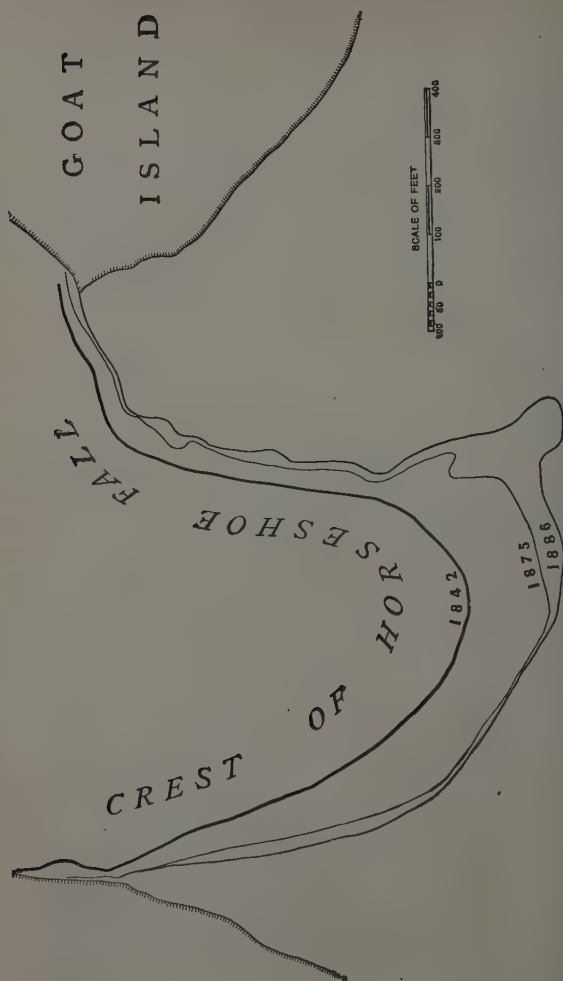 GOAT
ISLAND
CREST OF HORSESHOE FALL
1842
1875
1886
SCALE OF FEET
100 50 0 100 200 300 400